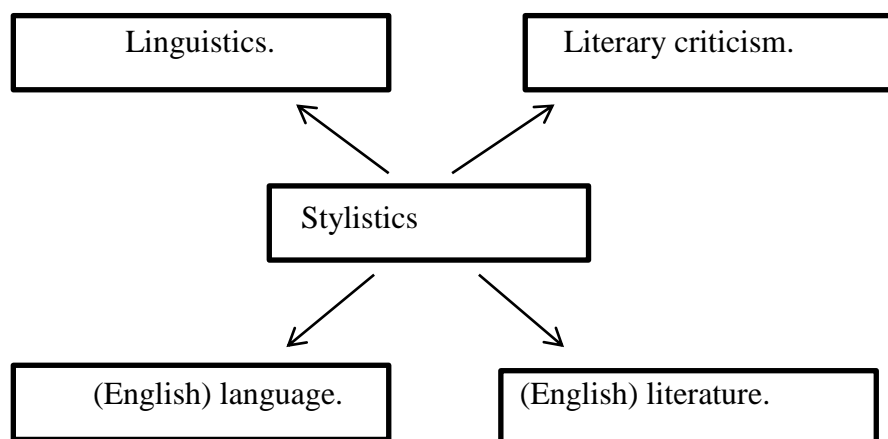 Linguistics.
Literary criticism.
Stylistics
(English) language.
(English) literature.